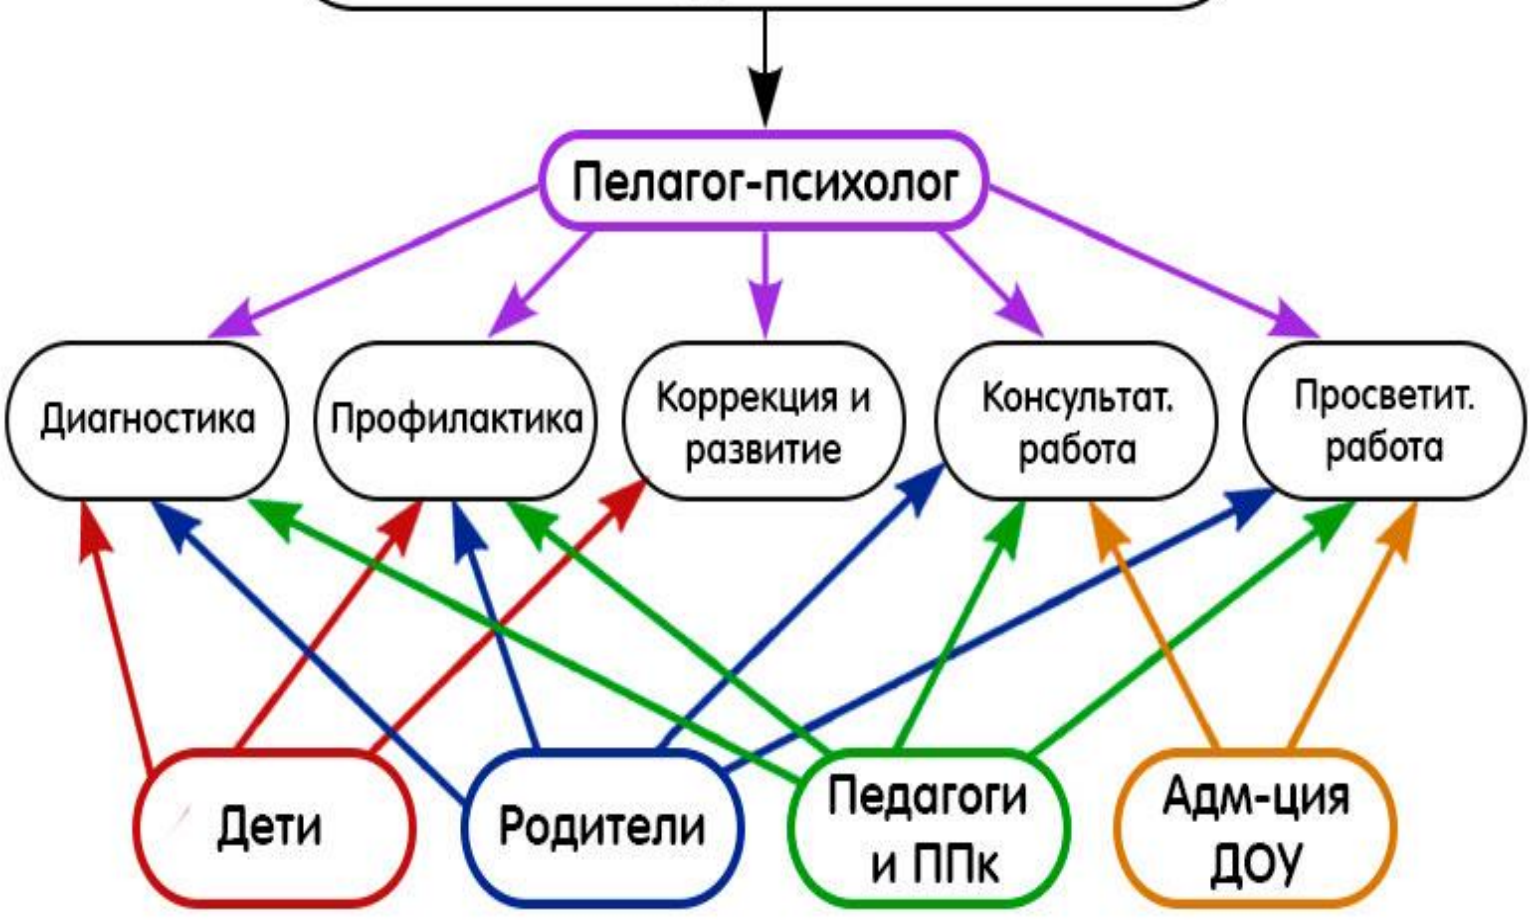 Пелагог-психолог
Диагностика
Профилактика
Коррекция и
развитие
Консультат.
работа
Просветит.
работа
Дети
Родители
Педагоги
и ППк
Адм-ция
ДОУ